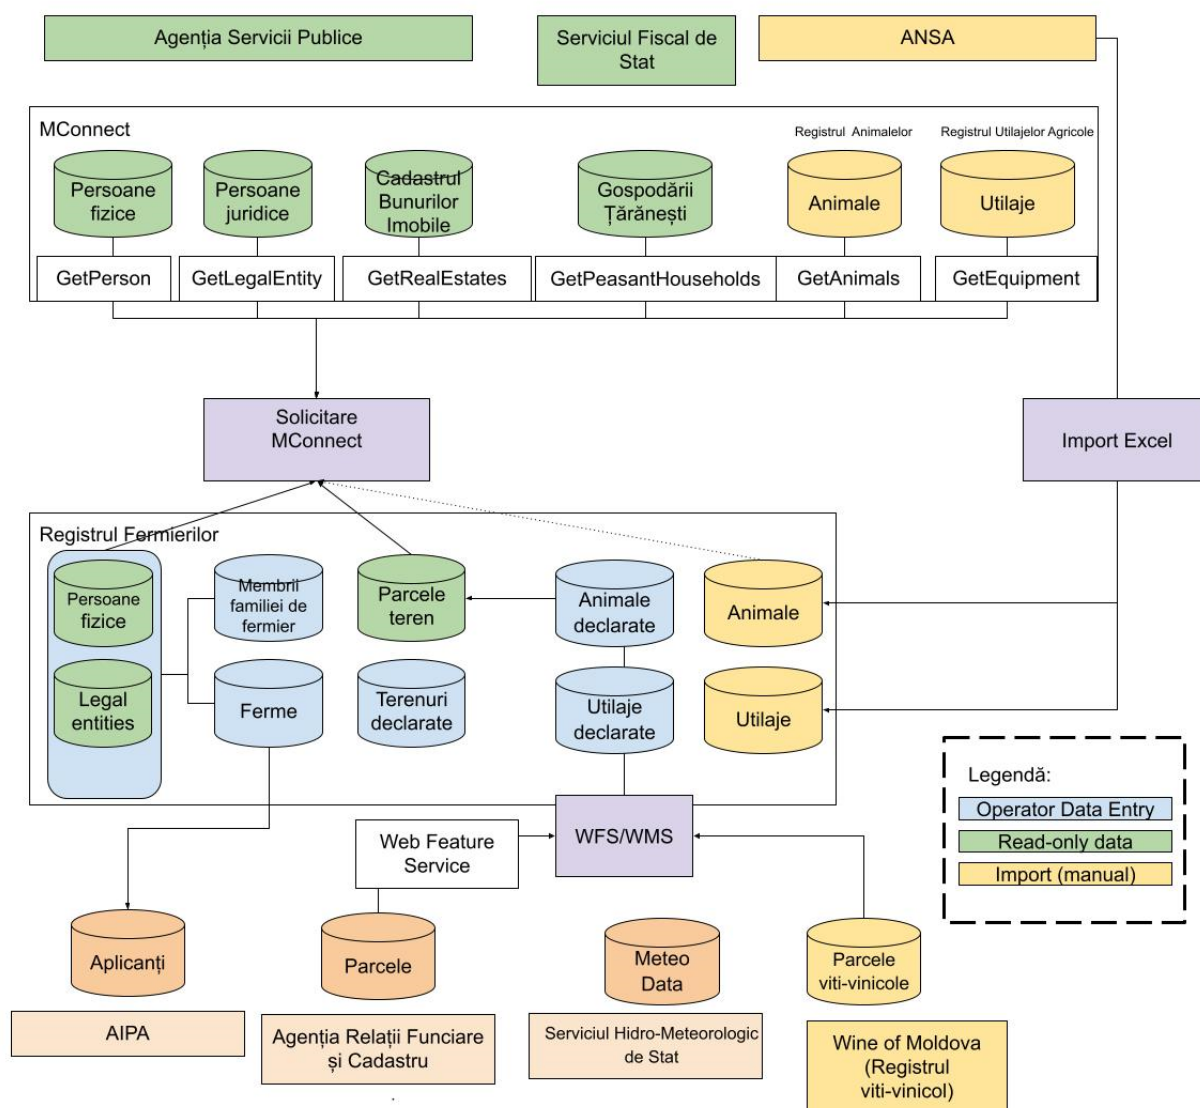 Agenția Servicii Publice
Serviciul Fiscal de
Stat
ANSA
MConnect
Registrul Animalelor
Registrul Utilajelor Agricole
Persoane
fizice
Persoane
juridice
Cadastrul
Bunurilor
Imobile
Gospodării
Țărănești
Animale
Utilaje
GetPerson
GetLegalEntity
GetRealEstates
GetPeasantHouseholds
GetAnimals
GetEquipment
Solicitare
MConnect
Import Excel
Registrul Fermierilor
Persoane
fizice
Membrii
familiei de
fermier
Parcele
teren
Animale
declarate
Animale
Legal
entities
Ferme
Terenuri
declarate
Utilaje
declarate
Utilaje
Legendă:
Operator Data Entry
Read-only data
Import (manual)
Web Feature
Service
WFS/WMS
Aplicanți
Parcele
Meteo
Data
Parcele
viti-vinicole
AIPA
Agenția Relații Funciare
și Cadastru
Serviciul Hidro-Meteorologic
de Stat
Wine of Moldova
(Registrul
viti-vinicol)